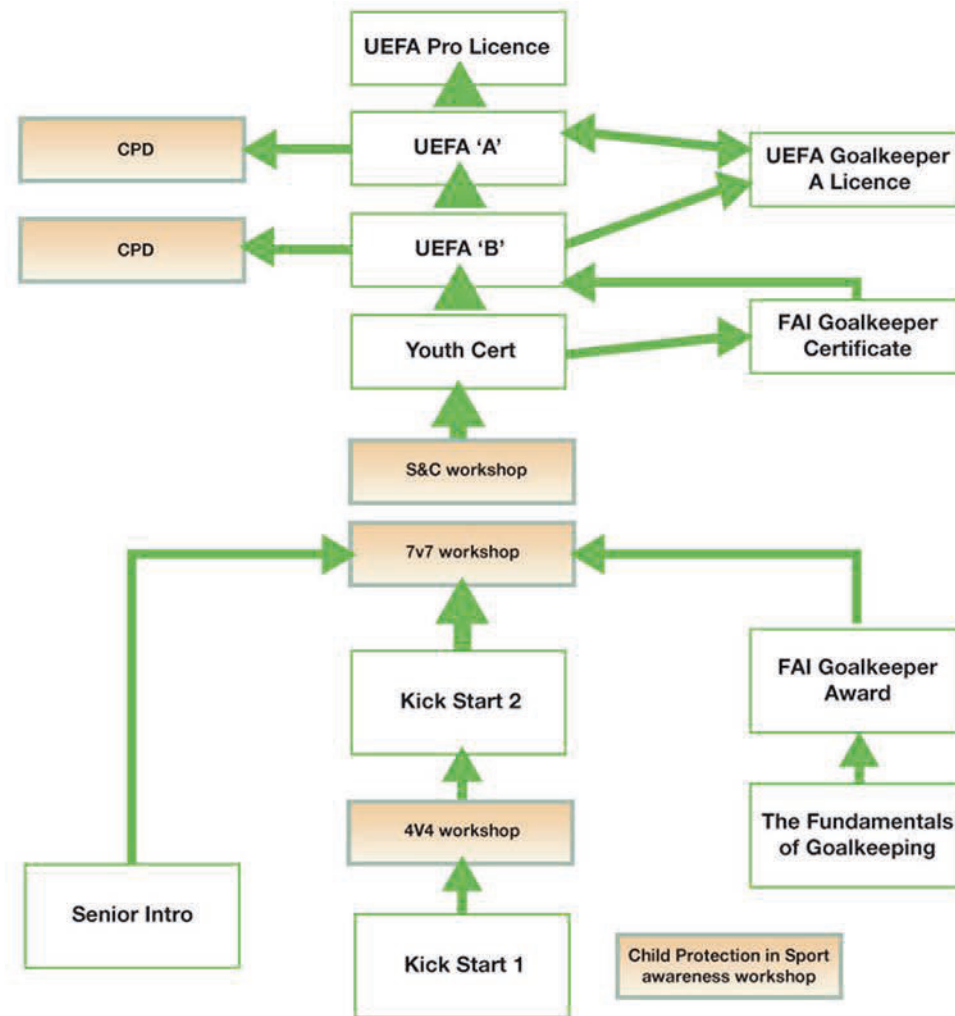 UEFA Pro Licence
CPD
UEFA ‘A’
UEFA Goalkeeper
A Licence
CPD
UEFA ‘B’
Youth Cert
FAI Goalkeeper
Certificate
S&C workshop
7v7 workshop
Kick Start 2
FAI Goalkeeper
Award
4V4 workshop
The Fundamentals
of Goalkeeping
Senior Intro
Kick Start 1
Child Protection in Sport
awareness workshop